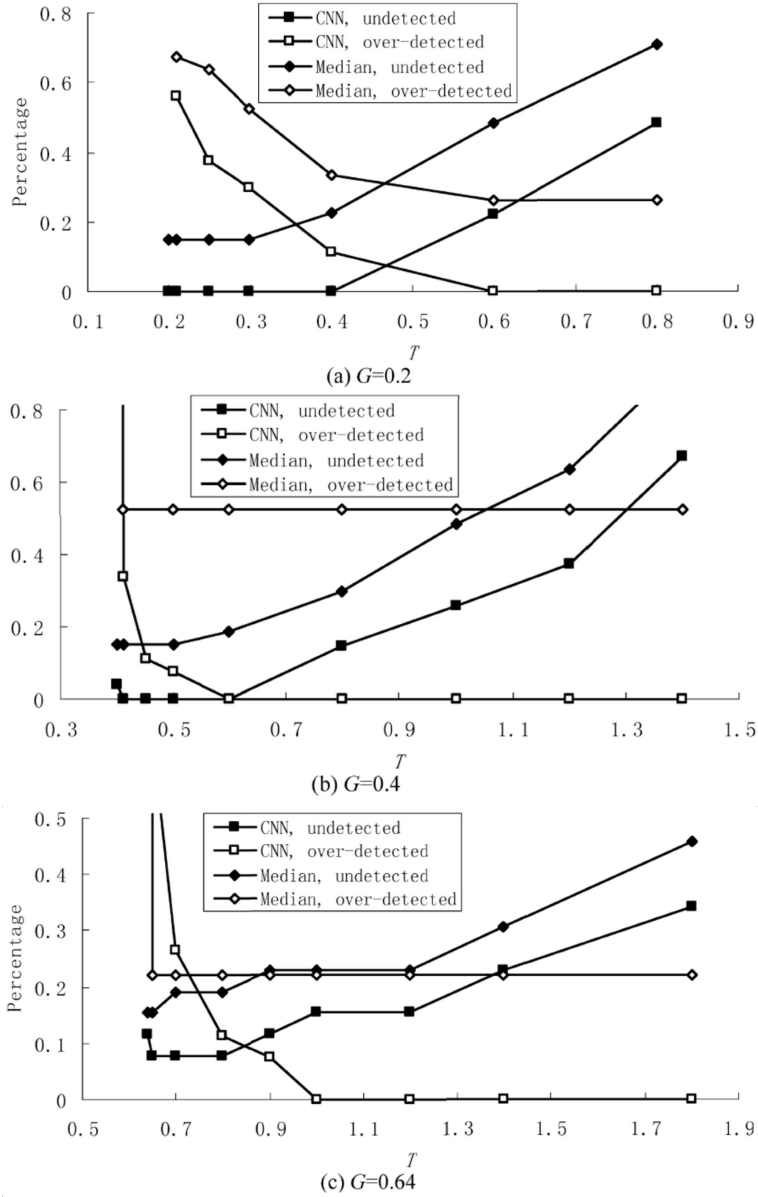 CNN, undetected
CNN, over-detected
Median, undetected
Median, over-detected
0.8
0.6
0.4
0.2
0
Percentage
0.1 0.2 0.3 0.4 0.5 0.6 0.7 0.8 0.9
T
(a) G=0.2
CNN, undetected
CNN, over-detected
Median, undetected
Median, over-detected
0.8
0.6
0.4
0.2
0
0.3 0.5 0.7 0.9 1.1 1.3 1.5
T
(b) G=0.4
CNN, undetected
CNN, over-detected
Median, undetected
Median, over-detected
0.5
0.4
0.3
0.2
0.1
0
Percentage
0.5 0.7 0.9 1.1 1.3 1.5 1.7 1.9
T
(c) G=0.64